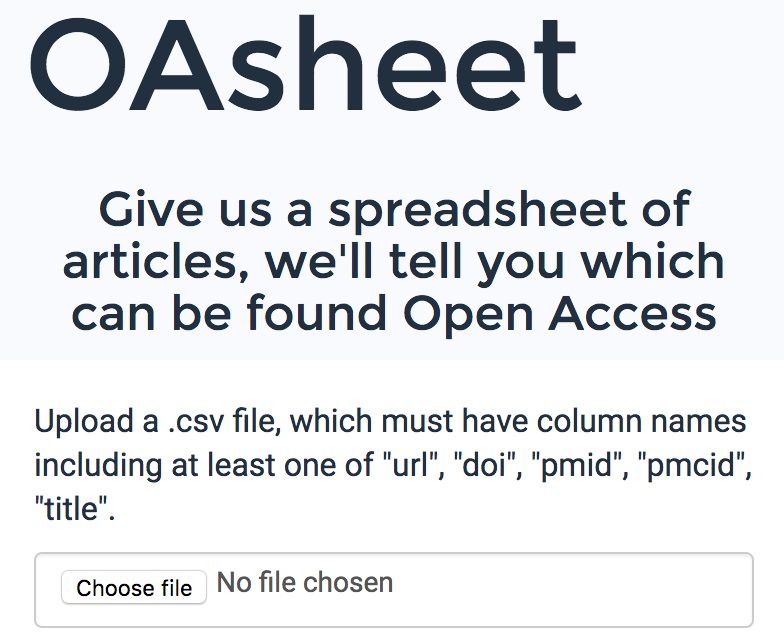 OAsheet
Give us a spreadsheet of
articles, we'll tell you which
can be found Open Access
Upload a .csv file, which must have column names
including at least one of "url", "doi", "pmid", "pmcid",
"title".
Choose file No file chosen